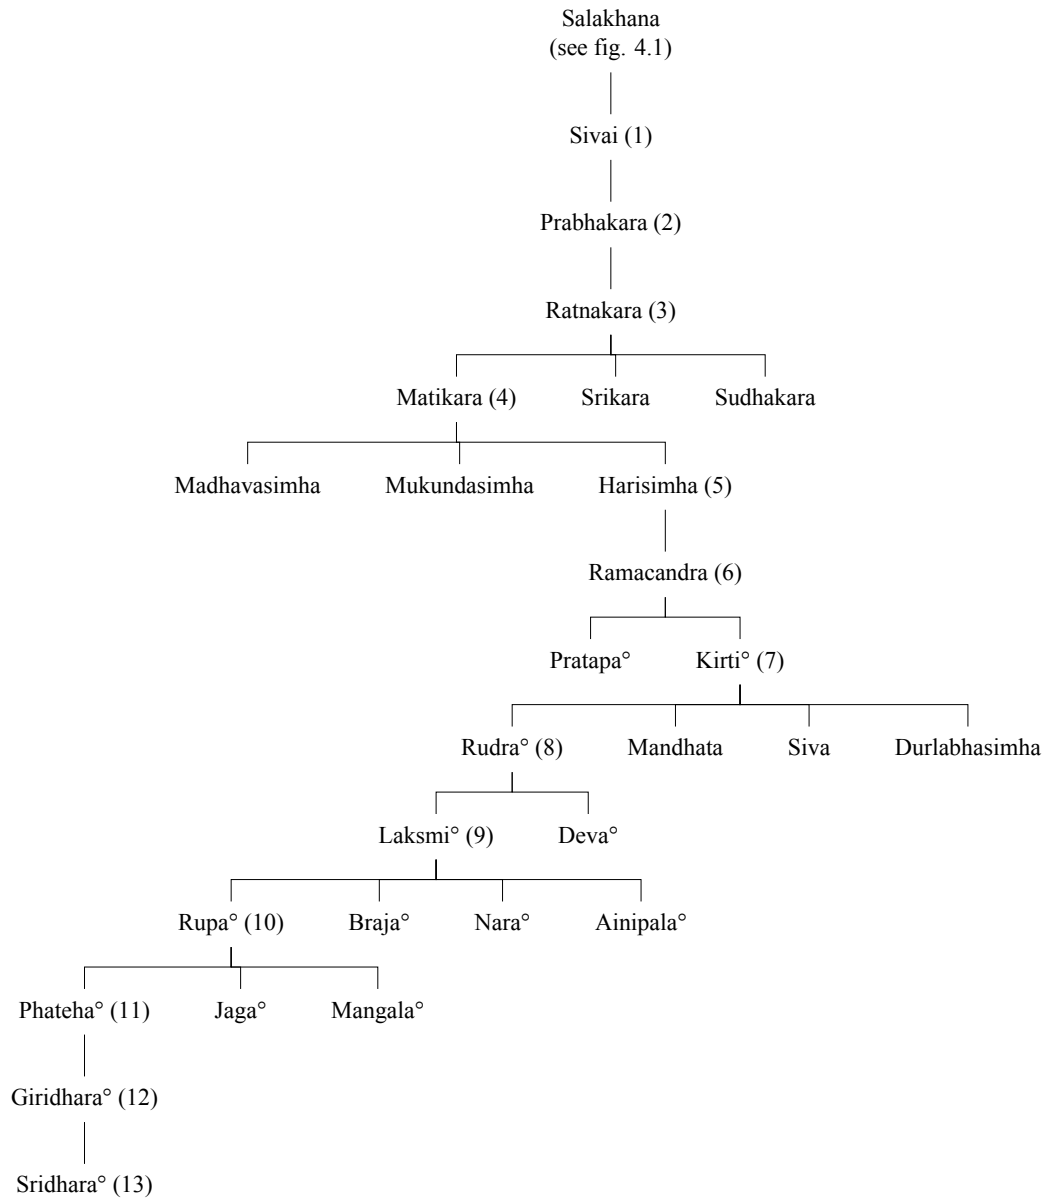 Salakhana
(see fig. 4.1)
Sivai (1)
Prabhakara (2)
Ratnakara (3)
Matikara (4) Srikara Sudhakara
Madhavasimha Mukundasimha Harisimha (5)
Ramacandra (6)
Pratapa° Kirti° (7)
Rudra° (8) Mandhata Siva Durlabhasimha
Laksmi° (9) Deva°
Rupa° (10) Braja° Nara° Ainipala°
Phateha° (11) Jaga° Mangala°
Giridhara° (12)
Sridhara° (13)